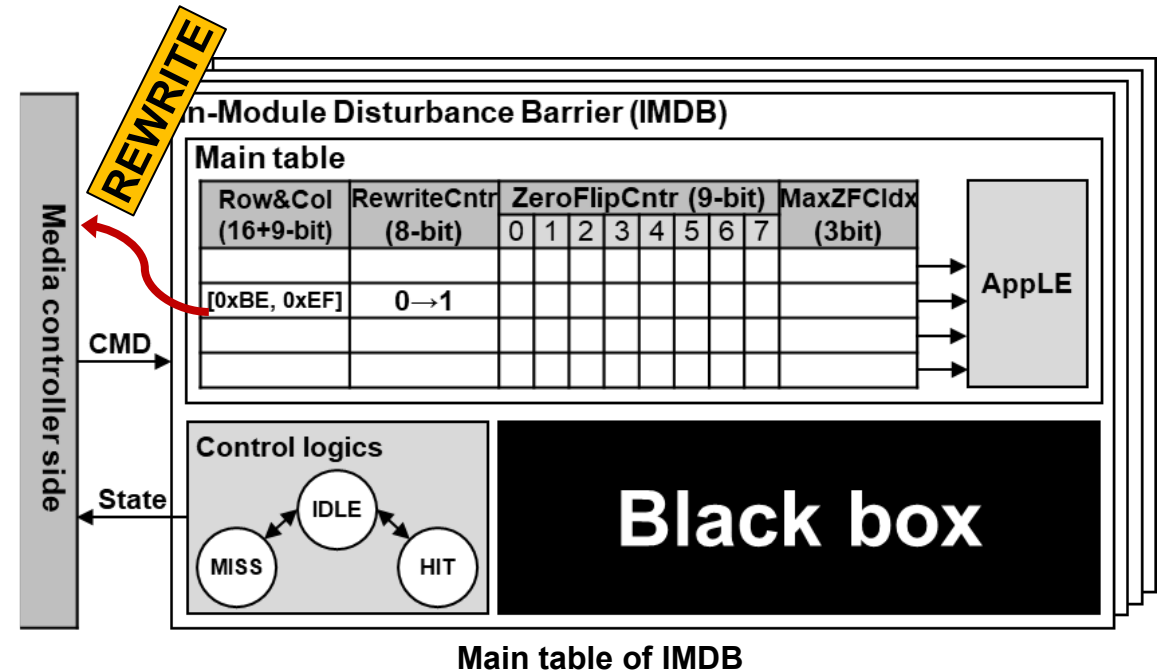 REWRITE
n-Module Disturbance Barrier (IMDB)
Main table
Row&Col RewriteCntr ZeroFlipCntr (9-bit) MaxZFCIdx
(16+9-bit) (8-bit) 0 1 2 3 4 5 6 7 (3bit)
[0xBE, 0xEF] 0→1
AppLE
Media controller side
CMD
State
Control logics
IDLE
MISS
HIT
Black box
Main table of IMDB